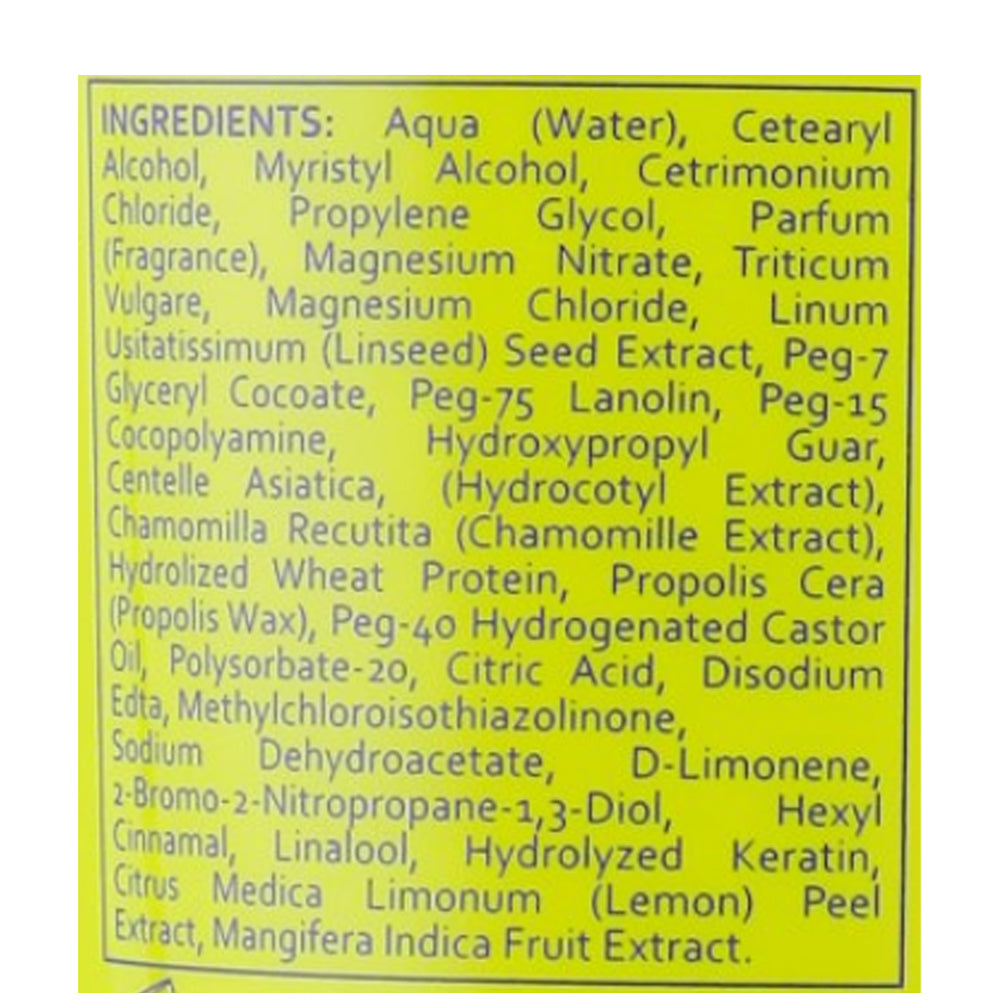 INGREDIENTS: Aqua (Water), Cetearyl
Alcohol, Myristyl Alcohol, Cetrimonium
Chloride, Propylene Glycol, Parfum
(Fragrance), Magnesium Nitrate, Triticum
Vulgare, Magnesium Chloride, Linum
Usitatissimum (Linseed) Seed Extract, Peg-7
Glyceryl Cocoate, Peg-75 Lanolin, Peg-15
Cocopolyamine, Hydroxypropyl Guar,
Centelle Asiatica, (Hydrocotyl Extract),
Chamomilla Recutita (Chamomille Extract),
Hydrolized Wheat Protein, Propolis Cera
(Propolis Wax), Peg-40 Hydrogenated Castor
Oil, Polysorbate-20, Citric Acid, Disodium
Edta, Methylchloroisothiazolinone,
Sodium Dehydroacetate, D-Limonene,
2-Bromo-2-Nitropropane-1,3-Diol, Hexyl
Cinnamal, Linalool, Hydrolyzed Keratin,
Citrus Medica Limonum (Lemon) Peel
Extract, Mangifera Indica Fruit Extract.